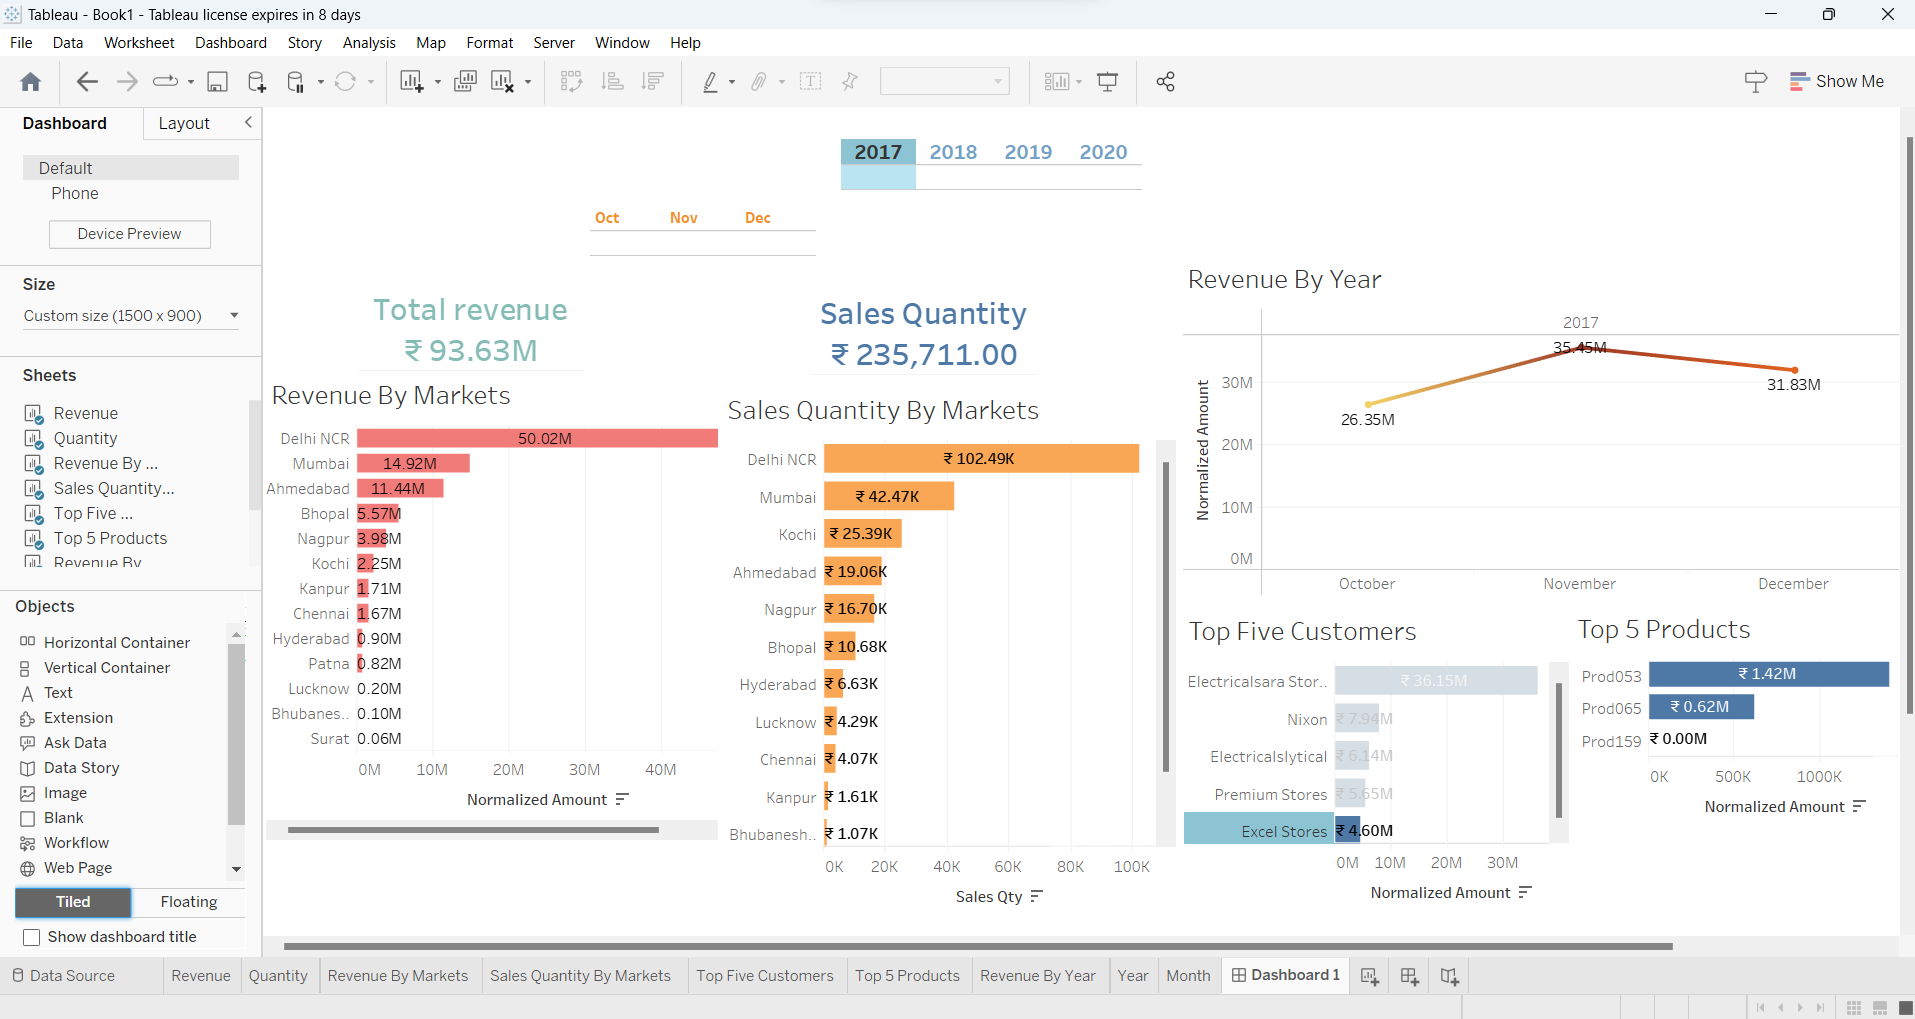 Tableau - Book1 - Tableau license expires in 8 days
File Data Worksheet Dashboard Story Analysis Map Format Server Window Help
Show Me
Dashboard Layout
Default
Phone
Device Preview
Size
Custom size (1500 x 900)
Sheets
Revenue
Quantity
Revenue By ...
Sales Quantity...
Top Five ...
Top 5 Products
Revenue By
Objects
Horizontal Container
Vertical Container
Text
Extension
Ask Data
Data Story
Image
Blank
Workflow
Web Page
Tiled Floating
Show dashboard title
2017 2018 2019 2020
Oct Nov Dec
Total revenue
₹ 93.63M
Sales Quantity
₹ 235,711.00
Revenue By Markets
Delhi NCR 50.02M
Mumbai 14.92M
Ahmedabad 11.44M
Bhopal 5.57M
Nagpur 3.98M
Kochi 2.25M
Kanpur 1.71M
Chennai 1.67M
Hyderabad 0.90M
Patna 0.82M
Lucknow 0.20M
Bhubanes.. 0.10M
Surat 0.06M
0M 10M 20M 30M 40M
Normalized Amount
Sales Quantity By Markets
Delhi NCR ₹ 102.49K
Mumbai ₹ 42.47K
Kochi ₹ 25.39K
Ahmedabad ₹ 19.06K
Nagpur ₹ 16.70K
Bhopal ₹ 10.68K
Hyderabad ₹ 6.63K
Lucknow ₹ 4.29K
Chennai ₹ 4.07K
Kanpur ₹ 1.61K
Bhubanesh.. ₹ 1.07K
0K 20K 40K 60K 80K 100K
Sales Qty
Revenue By Year
2017
Normalized Amount
30M
20M
10M
0M
26.35M
35.45M
31.83M
October November December
Top Five Customers
Electricalsara Stor.. ₹ 36.15M
Nixon ₹ 7.94M
Electricalslytical ₹ 6.14M
Premium Stores ₹ 5.65M
Excel Stores ₹ 4.60M
0M 10M 20M 30M
Normalized Amount
Top 5 Products
Prod053 ₹ 1.42M
Prod065 ₹ 0.62M
Prod159 ₹ 0.00M
0K 500K 1000K
Normalized Amount
Data Source Revenue Quantity Revenue By Markets Sales Quantity By Markets Top Five Customers Top 5 Products Revenue By Year Year Month Dashboard 1